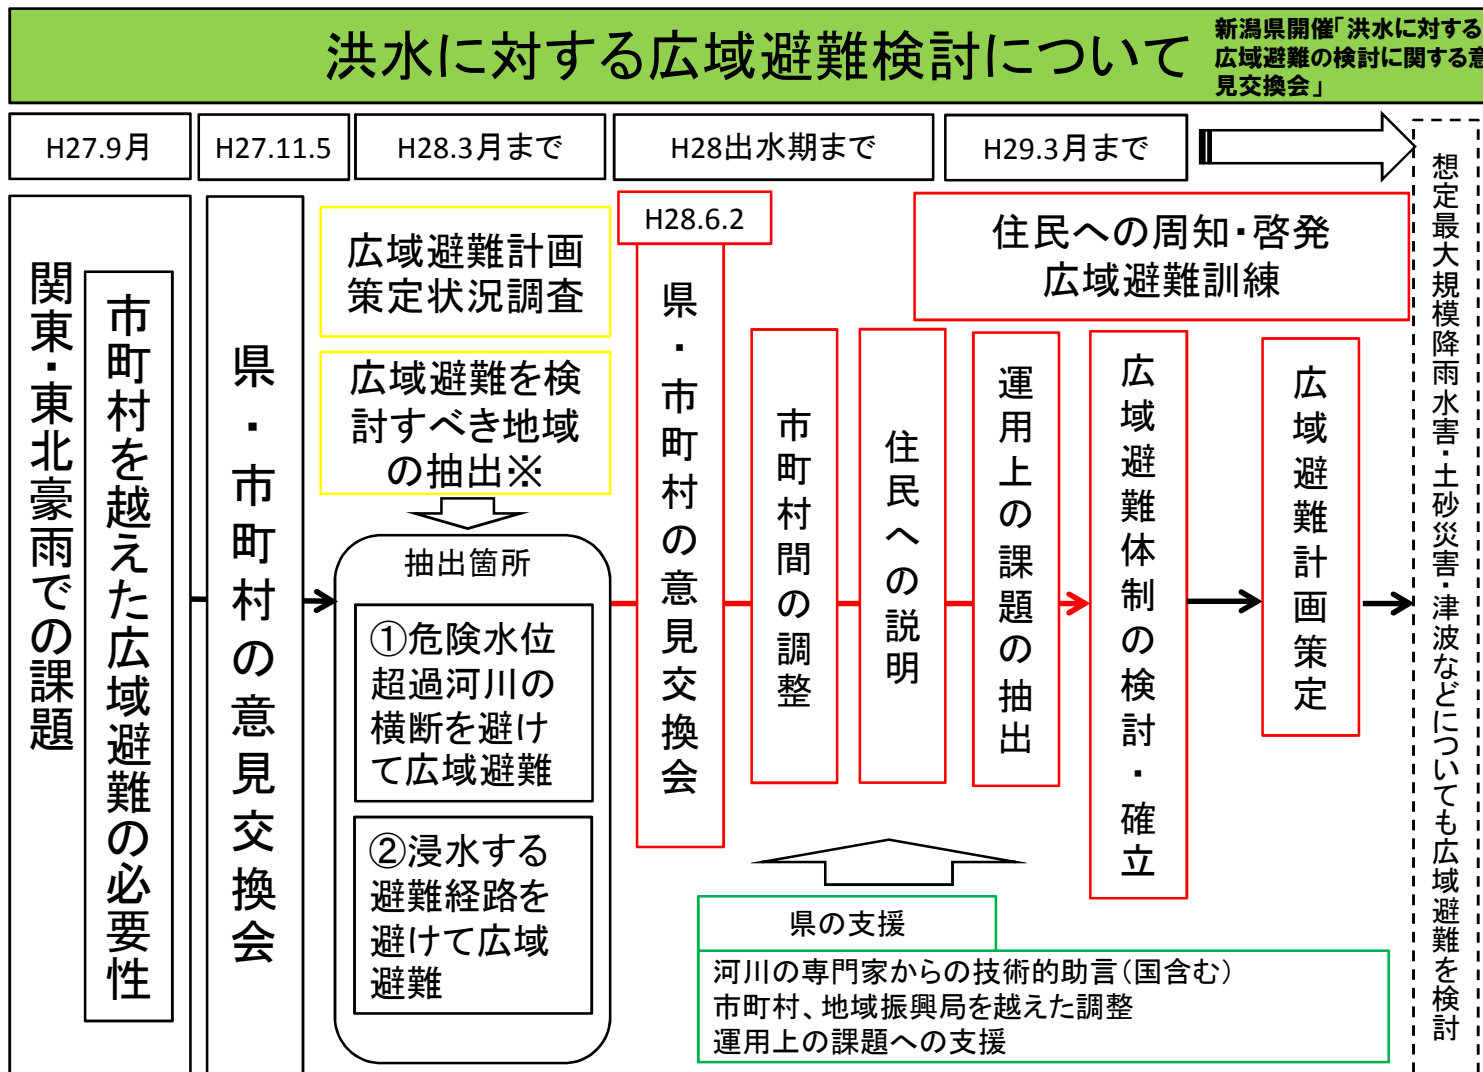 洪水に対する広域避難検討について
新潟県開催「洪水に対する
広域避難の検討に関する意
見交換会」
H27.9月
H27.11.5
H28.3月まで
H28出水期まで
H29.3月まで
関東・東北豪雨での課題
市町村を越えた広域避難の必要性
県・市町村の意見交換会
広域避難計画
策定状況調査
広域避難を検
討すべき地域
の抽出※
抽出箇所
①危険水位
超過河川の
横断を避け
て広域避難
②浸水する
避難経路を
避けて広域
避難
H28.6.2
県・市町村の意見交換会
市町村間の調整
住民への説明
住民への周知・啓発
広域避難訓練
運用上の課題の抽出
広域避難体制の検討・確立
広域避難計画策定
県の支援
河川の専門家からの技術的助言（国含む）
市町村、地域振興局を越えた調整
運用上の課題への支援
想定最大規模降雨水害・土砂災害・津波などについても広域避難を検討